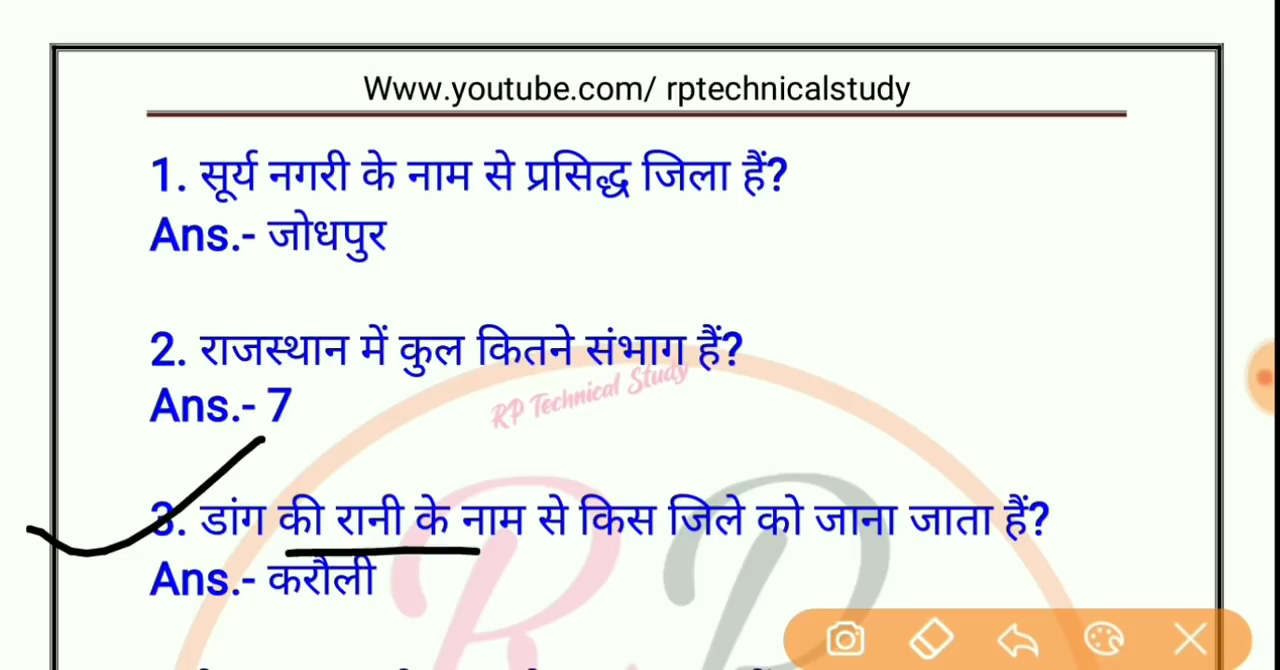 Www.youtube.com/ rptechnicalstudy
1. सूर्य नगरी के नाम से प्रसिद्ध जिला हैं?
Ans.- जोधपुर
2. राजस्थान में कुल कितने संभाग हैं?
Ans.- 7
RP Technical Study
3. डांग की रानी के नाम से किस जिले को जाना जाता हैं?
Ans.- करौली
RP